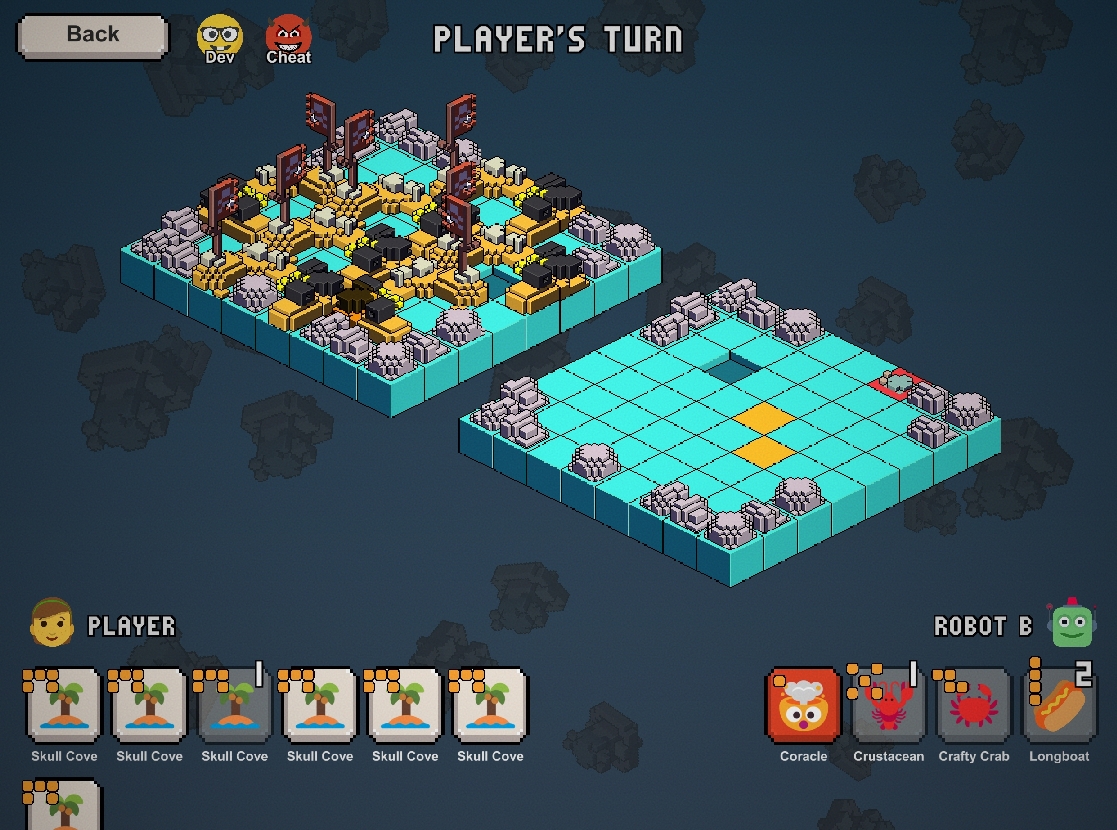 Back
Dev
Cheat
PLAYER'S TURN
PLAYER
ROBOT B
1
1
2
Skull Cove
Skull Cove
Skull Cove
Skull Cove
Skull Cove
Skull Cove
Coracle
Crustacean
Crafty Crab
Longboat